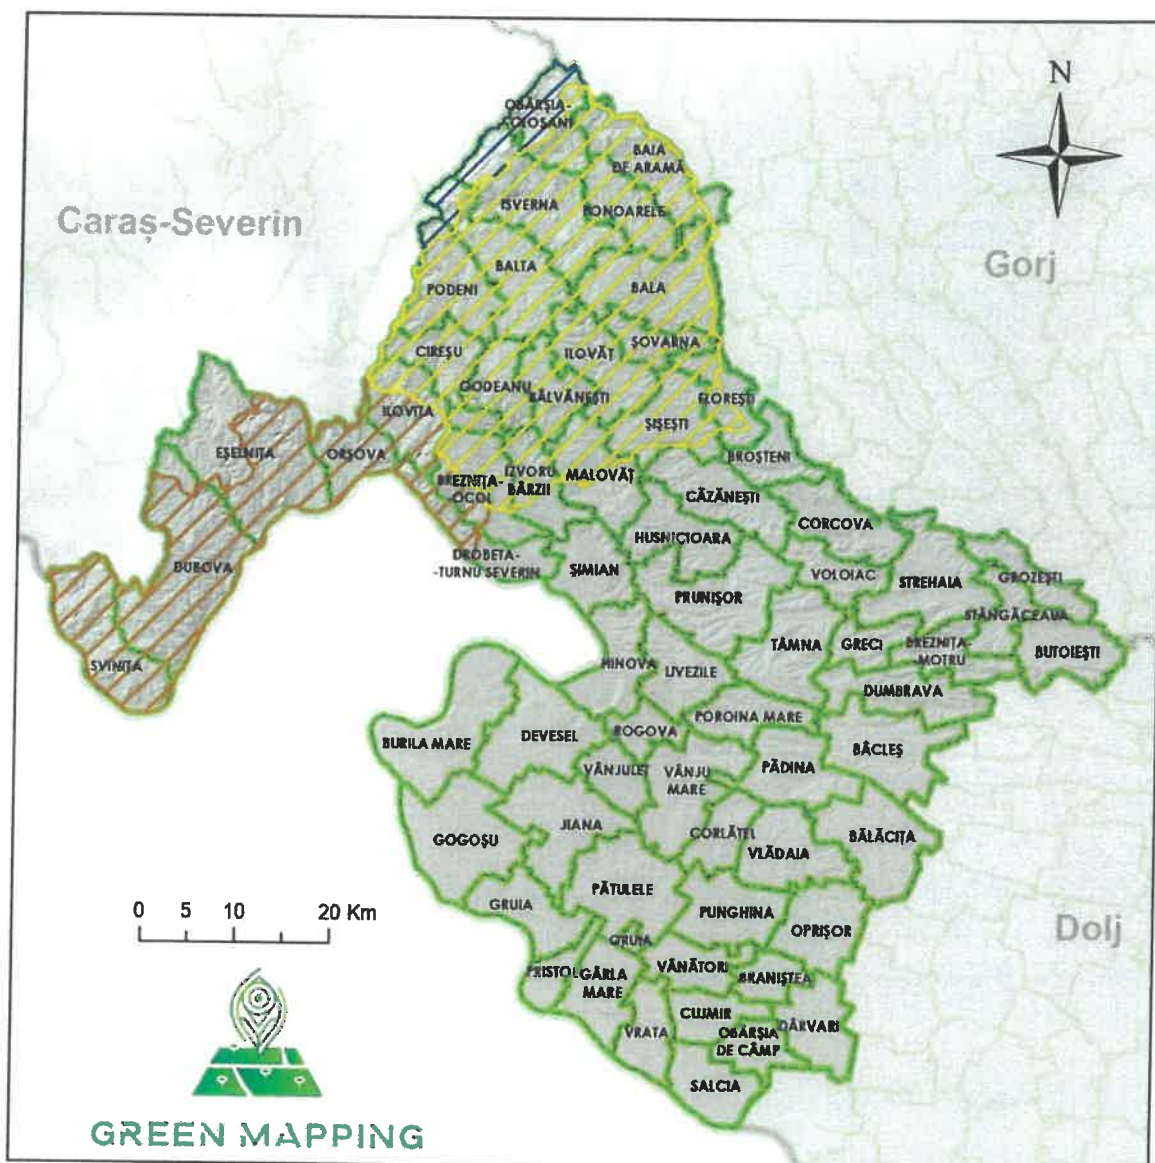 N
OBÂRȘIA-
-CLOȘANI
BAIA
DE ARAMĂ
Caraș-Severin
ISVERNA
PONOARELE
Gorj
BALTA
PODENI
BALA
CIREȘU
ILOVĂȚ
ȘOVARNA
GODEANU
BÂLVĂNEȘTI
FLOREȘTI
ILOVIȚA
ȘIȘEȘTI
EȘELNIȚA
ORȘOVA
BROȘTENI
BREZNIȚA-
OCOL
IZVORU
BÂRZII
MALOVĂȚ
CĂZĂNEȘTI
CORCOVA
HUSNICIOARA
DROBETA-
-TURNU SEVERIN
ȘIMIAN
DUBOVA
VOLOIAC
STREHAIA
GROZEȘTI
PRUNIȘOR
STÂNGĂCEAUA
TÂMNA
GRECI
BREZNIȚA-
-MOTRU
BUTOIEȘTI
SVINIȚA
HINOVA
LIVEZILE
DUMBRAVA
POROINA MARE
ROGOVA
BURILA MARE
DEVESEL
BÂCLEȘ
VÂNJULEȚ
VÂNJU
MARE
PĂDINA
JIANA
CORLĂȚEL
BĂLĂCIȚA
GOGOȘU
VLĂDAIA
PĂTULELE
GRUIA
PUNGHINA
OPRIȘOR
0 5 10 20 Km
GRUIA
Dolj
PRISTOL
GÂRLA
MARE
VÂNĂTORI
BRANIȘTEA
CUJMIR
VRATA
OBÂRȘIA
DE CÂMP
DÂRVARI
SALCIA
GREEN MAPPING